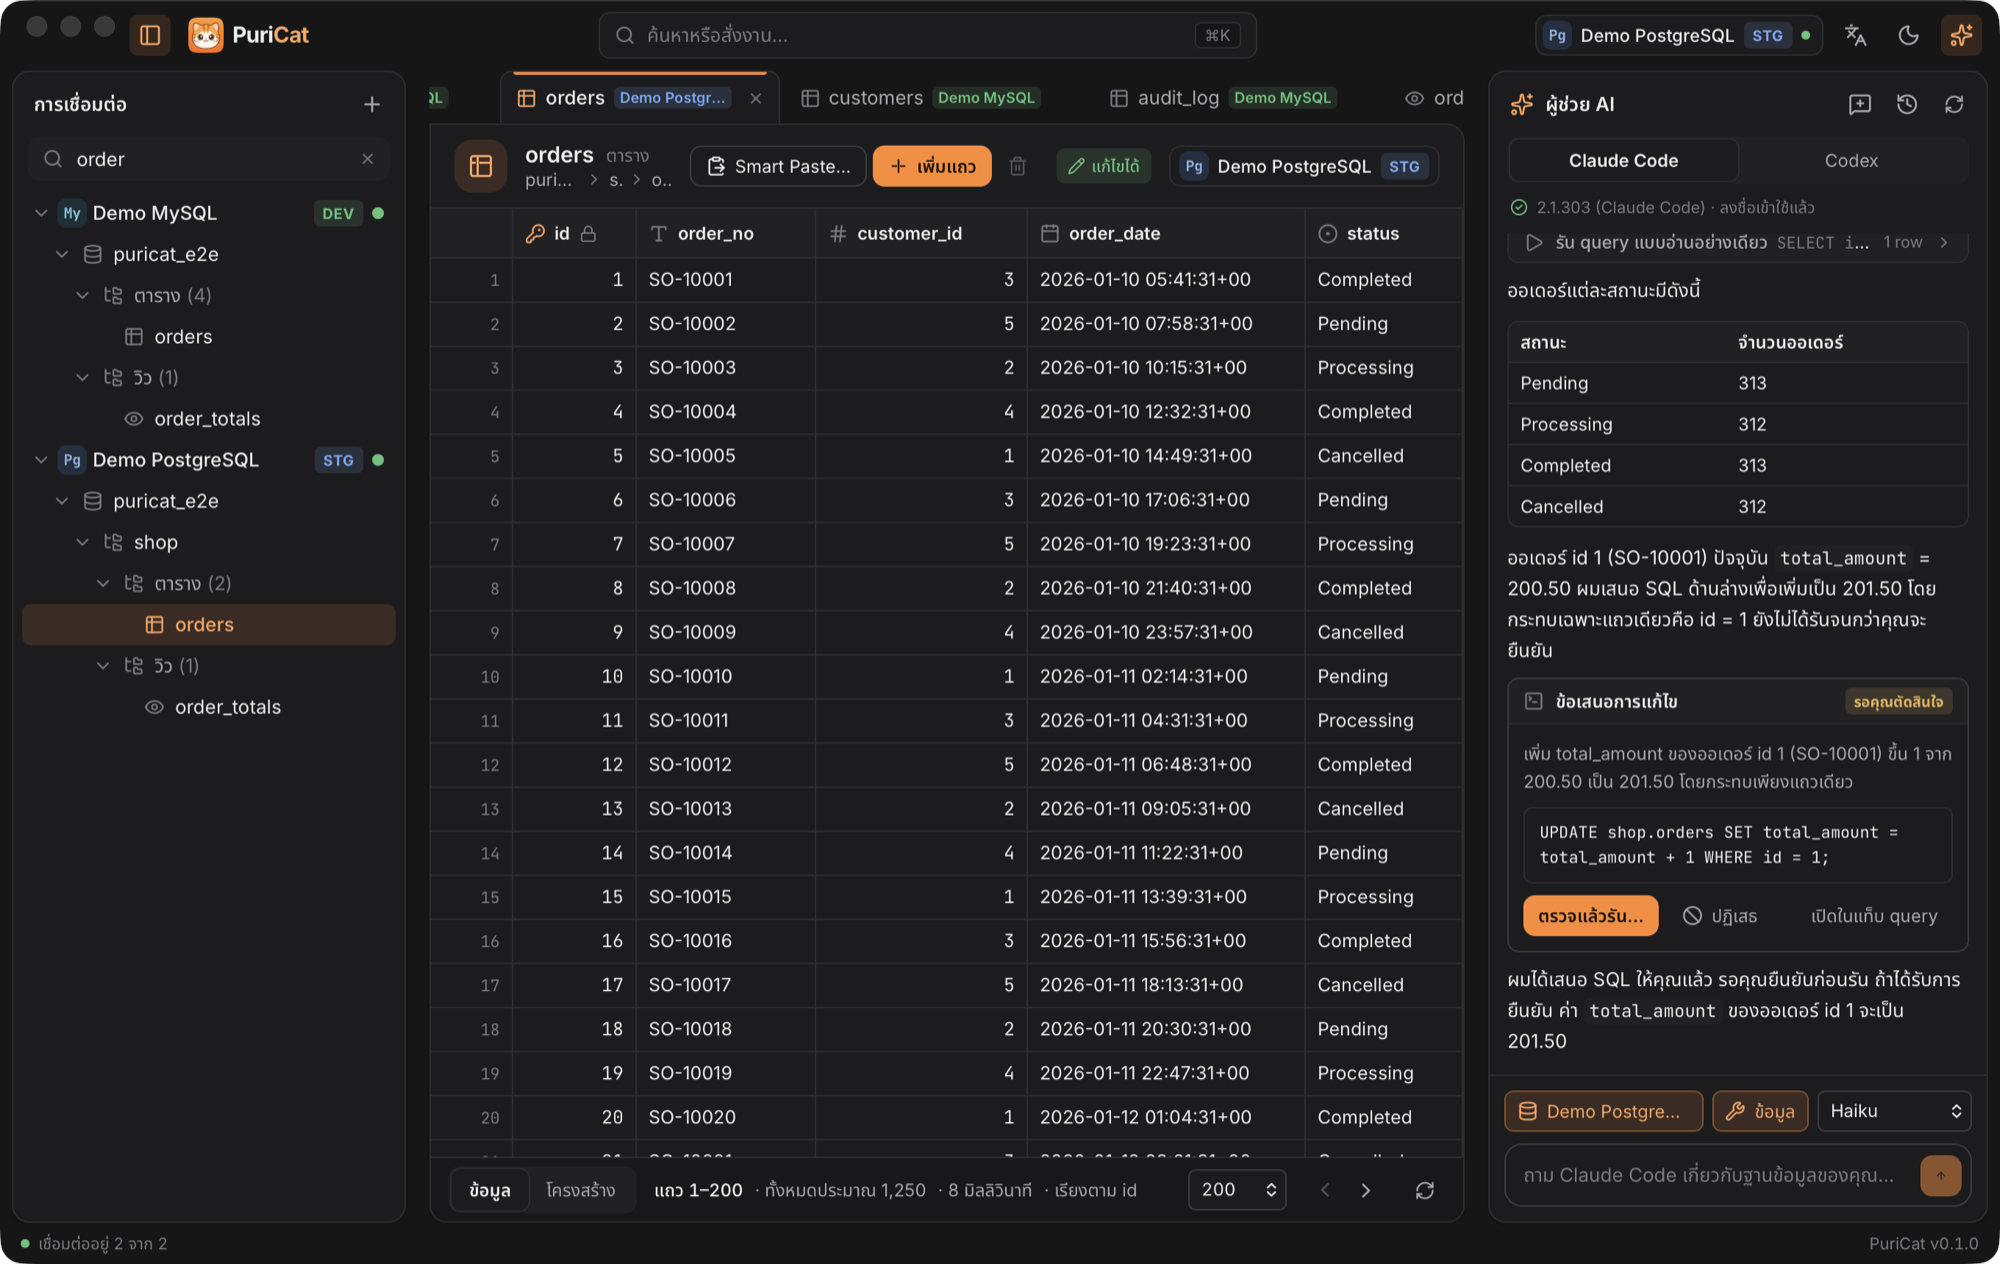 PuriCat
ค้นหาหรือสั่งงาน...
⌘K
Pg Demo PostgreSQL STG
การเชื่อมต่อ
order
My Demo MySQL DEV
puricat_e2e
ตาราง (4)
orders
วิว (1)
order_totals
Pg Demo PostgreSQL STG
puricat_e2e
shop
ตาราง (2)
orders
วิว (1)
order_totals
QL
orders Demo Postgr...
customers Demo MySQL
audit_log Demo MySQL
ord
orders ตาราง
puri... > s. > o..
Smart Paste...
+ เพิ่มแถว
แก้ไขได้
Pg Demo PostgreSQL STG
id order_no customer_id order_date status
1 1 SO-10001 3 2026-01-10 05:41:31+00 Completed
2 2 SO-10002 5 2026-01-10 07:58:31+00 Pending
3 3 SO-10003 2 2026-01-10 10:15:31+00 Processing
4 4 SO-10004 4 2026-01-10 12:32:31+00 Completed
5 5 SO-10005 1 2026-01-10 14:49:31+00 Cancelled
6 6 SO-10006 3 2026-01-10 17:06:31+00 Pending
7 7 SO-10007 5 2026-01-10 19:23:31+00 Processing
8 8 SO-10008 2 2026-01-10 21:40:31+00 Completed
9 9 SO-10009 4 2026-01-10 23:57:31+00 Cancelled
10 10 SO-10010 1 2026-01-11 02:14:31+00 Pending
11 11 SO-10011 3 2026-01-11 04:31:31+00 Processing
12 12 SO-10012 5 2026-01-11 06:48:31+00 Completed
13 13 SO-10013 2 2026-01-11 09:05:31+00 Cancelled
14 14 SO-10014 4 2026-01-11 11:22:31+00 Pending
15 15 SO-10015 1 2026-01-11 13:39:31+00 Processing
16 16 SO-10016 3 2026-01-11 15:56:31+00 Completed
17 17 SO-10017 5 2026-01-11 18:13:31+00 Cancelled
18 18 SO-10018 2 2026-01-11 20:30:31+00 Pending
19 19 SO-10019 4 2026-01-11 22:47:31+00 Processing
20 20 SO-10020 1 2026-01-12 01:04:31+00 Completed
ข้อมูล โครงสร้าง แถว 1–200 · ทั้งหมดประมาณ 1,250 · 8 มิลลิวินาที · เรียงตาม id
200
ผู้ช่วย AI
Claude Code Codex
2.1.303 (Claude Code) · ลงชื่อเข้าใช้แล้ว
รัน query แบบอ่านอย่างเดียว SELECT i... 1 row
ออเดอร์แต่ละสถานะมีดังนี้
สถานะ จำนวนออเดอร์
Pending 313
Processing 312
Completed 313
Cancelled 312
ออเดอร์ id 1 (SO-10001) ปัจจุบัน total_amount =
200.50 ผมเสนอ SQL ด้านล่างเพื่อเพิ่มเป็น 201.50 โดย
กระทบเฉพาะแถวเดียวคือ id = 1 ยังไม่ได้รันจนกว่าคุณจะ
ยืนยัน
ข้อเสนอการแก้ไข รอคุณตัดสินใจ
เพิ่ม total_amount ของออเดอร์ id 1 (SO-10001) ขึ้น 1 จาก
200.50 เป็น 201.50 โดยกระทบเพียงแถวเดียว
UPDATE shop.orders SET total_amount =
total_amount + 1 WHERE id = 1;
ตรวจแล้วรัน... ปฏิเสธ เปิดในแท็บ query
ผมได้เสนอ SQL ให้คุณแล้ว รอคุณยืนยันก่อนรัน ถ้าได้รับการ
ยืนยัน ค่า total_amount ของออเดอร์ id 1 จะเป็น
201.50
Demo Postgre... ข้อมูล Haiku
ถาม Claude Code เกี่ยวกับฐานข้อมูลของคุณ...
เชื่อมต่ออยู่ 2 จาก 2
PuriCat v0.1.0